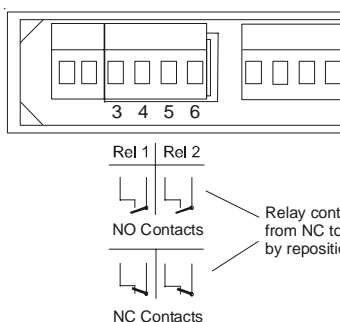 3 4 5 6
Rel 1 Rel 2
NO Contacts
Relay cont
from NC to
by repositi
NC Contacts